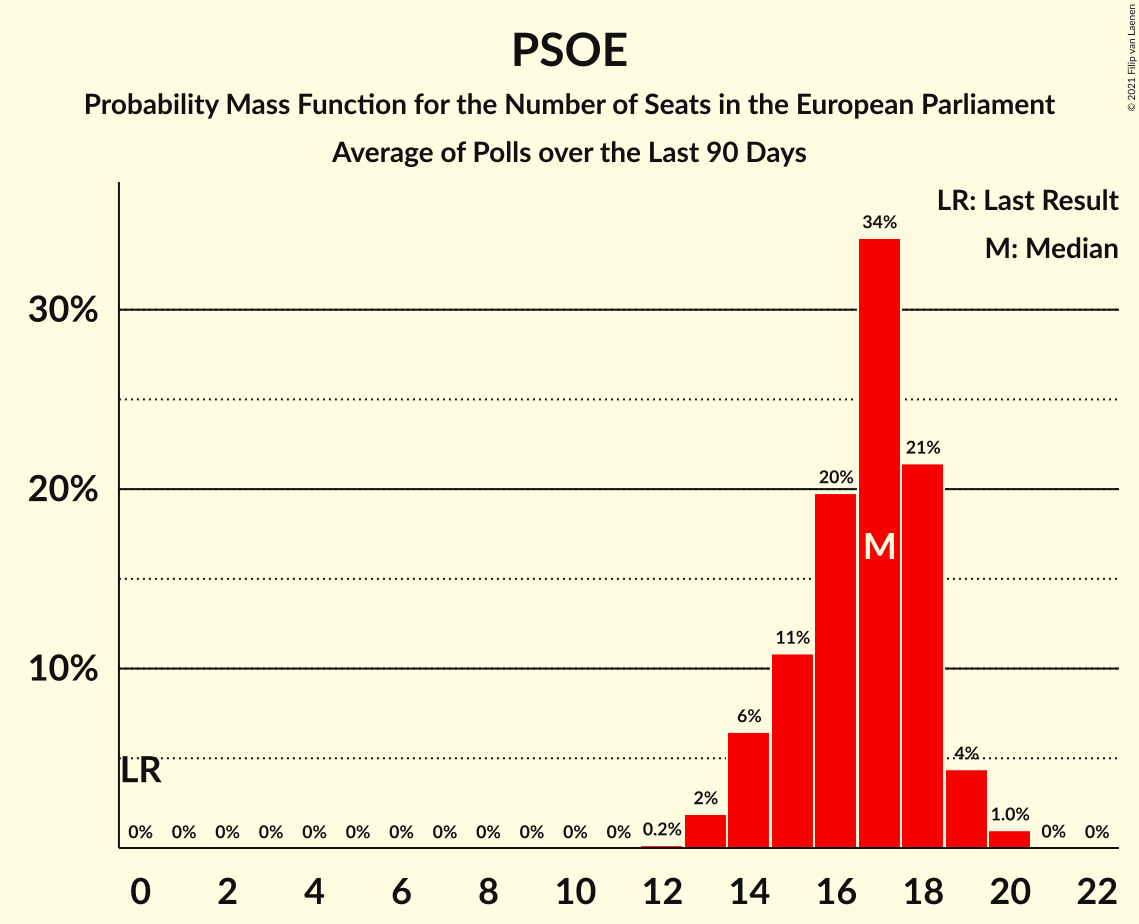 PSOE
Probability Mass Function for the Number of Seats in the European Parliament
Average of Polls over the Last 90 Days
© 2021 Filip van Laenen
LR: Last Result
M: Median
34%
30%
21%
20%
20%
M
11%
10%
6%
4%
LR
2%
1.0%
0% 0% 0% 0% 0% 0% 0% 0% 0% 0% 0% 0% 0.2% 0% 0%
0 2 4 6 8 10 12 14 16 18 20 22